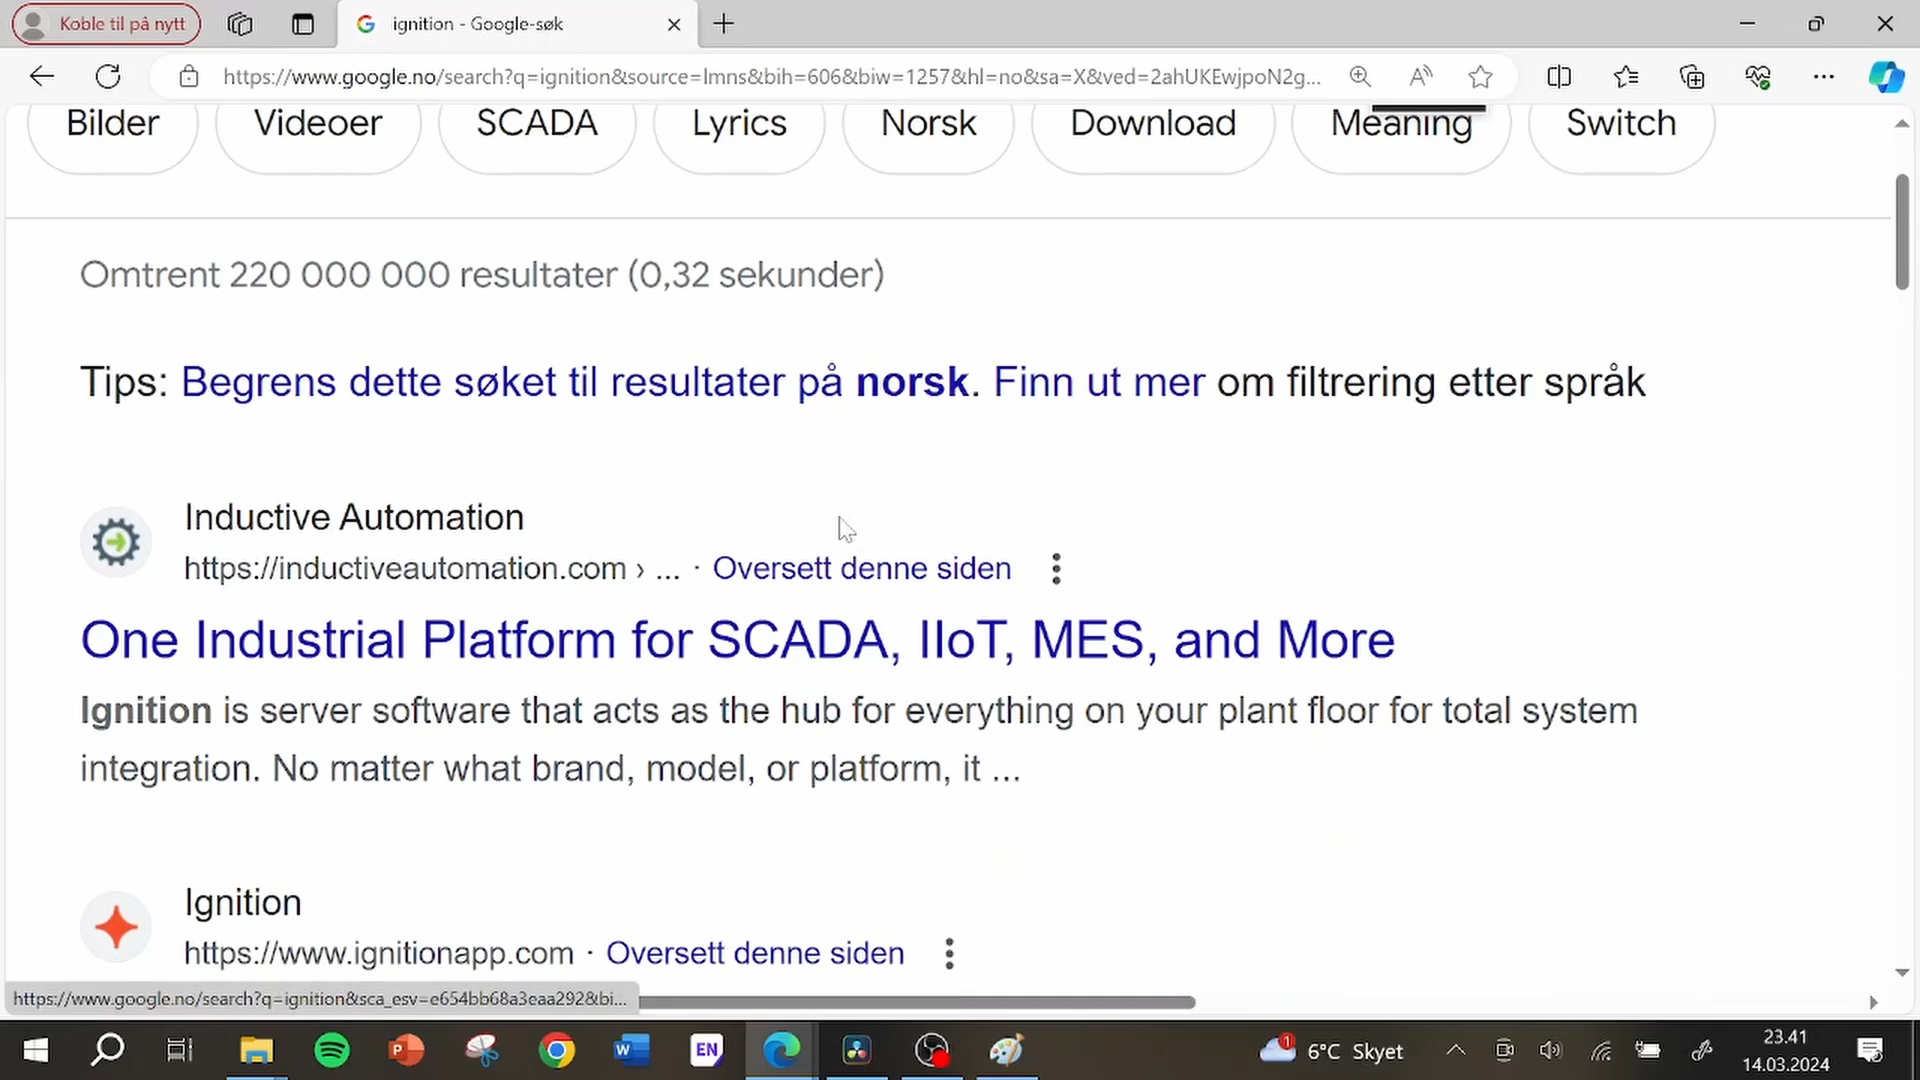 Koble til på nytt
ignition - Google-søk
https://www.google.no/search?q=ignition&source=lmns&bih=606&biw=1257&hl=no&sa=X&ved=2ahUKEwjpoN2g...
Bilder Videoer SCADA Lyrics Norsk Download Meaning Switch
Omtrent 220 000 000 resultater (0,32 sekunder)
Tips: Begrens dette søket til resultater på norsk. Finn ut mer om filtrering etter språk
Inductive Automation
https://inductiveautomation.com › ... · Oversett denne siden
One Industrial Platform for SCADA, IIoT, MES, and More
Ignition is server software that acts as the hub for everything on your plant floor for total system
integration. No matter what brand, model, or platform, it ...
Ignition
https://www.ignitionapp.com · Oversett denne siden
https://www.google.no/search?q=ignition&sca_esv=e654bb68a3eaa292&bi...
EN
1
6°C Skyet
23.41
14.03.2024